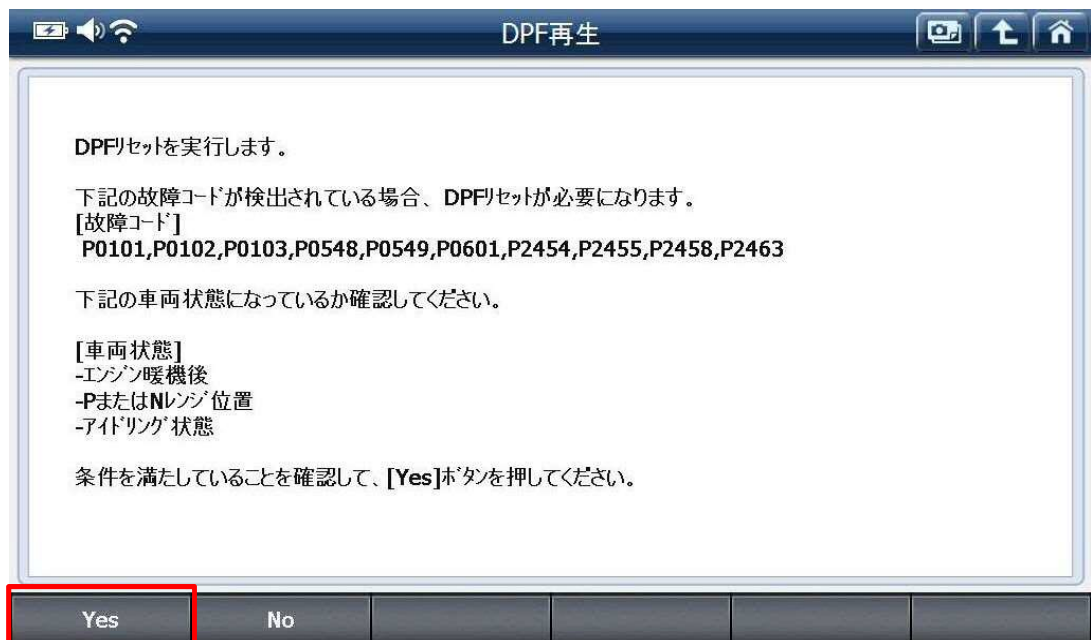 DPF再生
DPFﾘｾｯﾄを実行します。
下記の故障ｺｰﾄﾞが検出されている場合、DPFﾘｾｯﾄが必要になります。
[故障ｺｰﾄﾞ]
P0101,P0102,P0103,P0548,P0549,P0601,P2454,P2455,P2458,P2463
下記の車両状態になっているか確認してください。
[車両状態]
-ｴﾝｼﾞﾝ暖機後
-PまたはNﾚﾝｼﾞ位置
-ｱｲﾄﾞﾘﾝｸﾞ状態
条件を満たしていることを確認して、[Yes]ﾎﾞﾀﾝを押してください。
Yes No